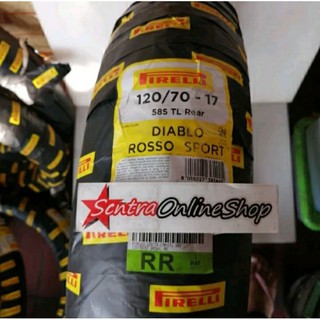 PIRELLI
120/70 - 17
58S TL Rear
DIABLO
ROSSO SPORT
SentraOnlineShop
RR
PIRELLI